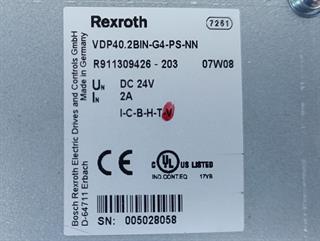 Rexroth
7261
VDP40.2BIN-G4-PS-NN
R911309426 - 203 07W08
UN DC 24V
IN 2A
I-C-B-H-T-V
CE
UL US LISTED
IND.CONT.EQ 17YB
SN: 005028058
Bosch Rexroth Electric Drives and Controls GmbH
D-64711 Erbach Made in Germany